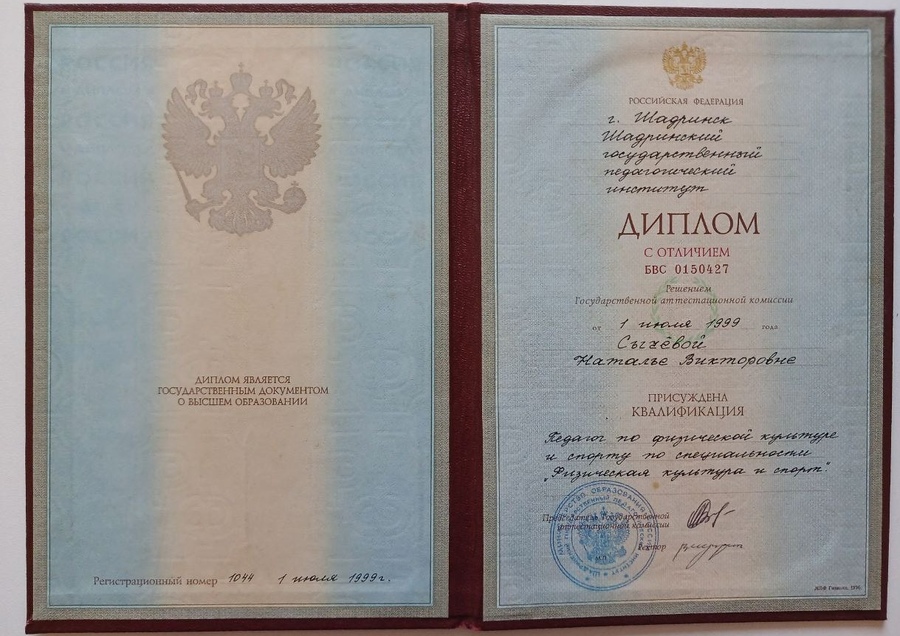 ДИПЛОМ ЯВЛЯЕТСЯ
ГОСУДАРСТВЕННЫМ ДОКУМЕНТОМ
О ВЫСШЕМ ОБРАЗОВАНИИ
Регистрационный номер 1044 1 июля 1999г.
РОССИЙСКАЯ ФЕДЕРАЦИЯ
г. Шадринск
Шадринский
государственный
педагогический
институт
ДИПЛОМ
С ОТЛИЧИЕМ
БВС 0150427
Решением
Государственной аттестационной комиссии
от 1 июля 1999 года
Сычёвой
Наталье Викторовне
ПРИСУЖДЕНА
КВАЛИФИКАЦИЯ
Педагог по физической культуре
и спорту по специальности
„Физическая культура и спорт"
Председатель Государственной
аттестационной комиссии
Ректор